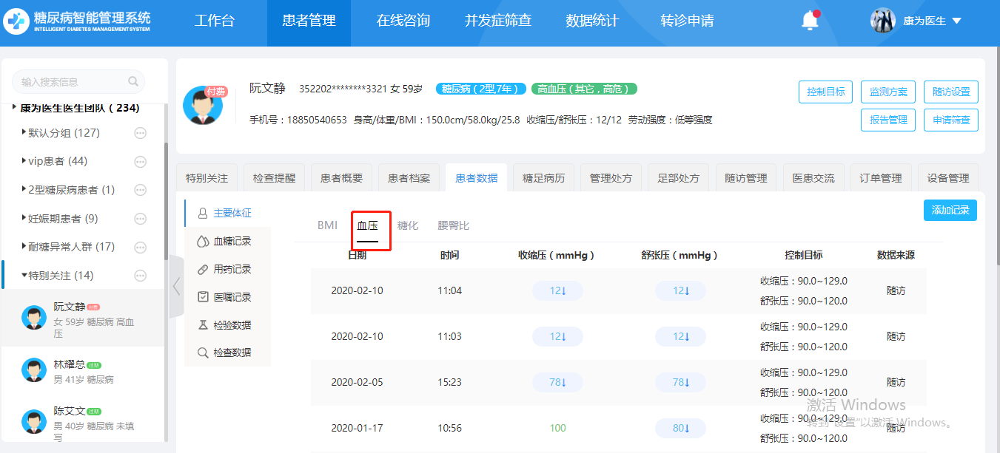 糖尿病智能管理系统
INTELLIGENT DIABETES MANAGEMENT SYSTEM
工作台 患者管理 在线咨询 并发症筛查 数据统计 转诊申请 康为医生
输入搜索信息
康为医生医生团队 ( 234)
默认分组 (127)
vip患者 (44)
2型糖尿病患者 (1)
妊娠期患者 (9)
耐糖异常人群 (17)
特别关注 (14)
阮文静 付费
女 59岁 糖尿病 高血
压
林耀总
男 41岁 糖尿病
陈艾文
男 40岁 糖尿病 未填
写
付费
阮文静 352202********3321 女 59岁 糖尿病（2型,7年） 高血压（其它，高危）
手机号：18850540653 身高/体重/BMI：150.0cm/58.0kg/25.8 收缩压/舒张压：12/12 劳动强度：低等强度
控制目标 监测方案 随访设置
报告管理 申请筛查
特别关注 检查提醒 患者概要 患者档案 患者数据 糖足病历 管理处方 足部处方 随访管理 医患交流 订单管理 设备管理
主要体征
血糖记录
用药记录
医嘱记录
检验数据
检查数据
添加记录
BMI 血压 糖化 腰臀比
日期 时间 收缩压（mmHg） 舒张压（mmHg） 控制目标 数据来源
2020-02-10 11:04 12↓ 12↓ 收缩压：90.0~129.0 随访
舒张压：90.0~120.0
2020-02-10 11:03 12↓ 12↓ 收缩压：90.0~129.0 随访
舒张压：90.0~120.0
2020-02-05 15:23 78↓ 78↓ 收缩压：90.0~129.0 随访
舒张压：90.0~120.0
2020-01-17 10:56 100 80↓ 收缩压：90.0~129.0 随访
舒张压：90.0~120.0
激活 Windows
转到"设置"以激活 Windows。